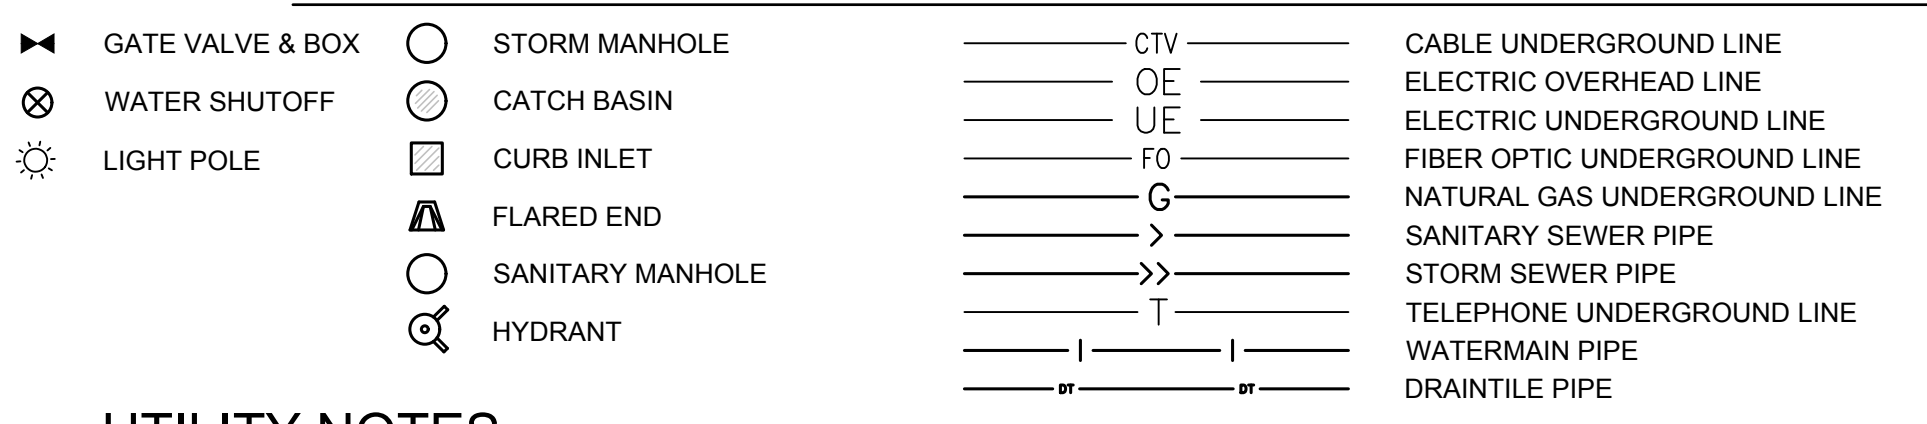 GATE VALVE & BOX
WATER SHUTOFF
LIGHT POLE
STORM MANHOLE
CATCH BASIN
CURB INLET
FLARED END
SANITARY MANHOLE
HYDRANT
CTV CABLE UNDERGROUND LINE
OE ELECTRIC OVERHEAD LINE
UE ELECTRIC UNDERGROUND LINE
FO FIBER OPTIC UNDERGROUND LINE
G NATURAL GAS UNDERGROUND LINE
> SANITARY SEWER PIPE
>> STORM SEWER PIPE
T TELEPHONE UNDERGROUND LINE
| | WATERMAIN PIPE
DT DT DRAINTILE PIPE
UTILITY NOTES